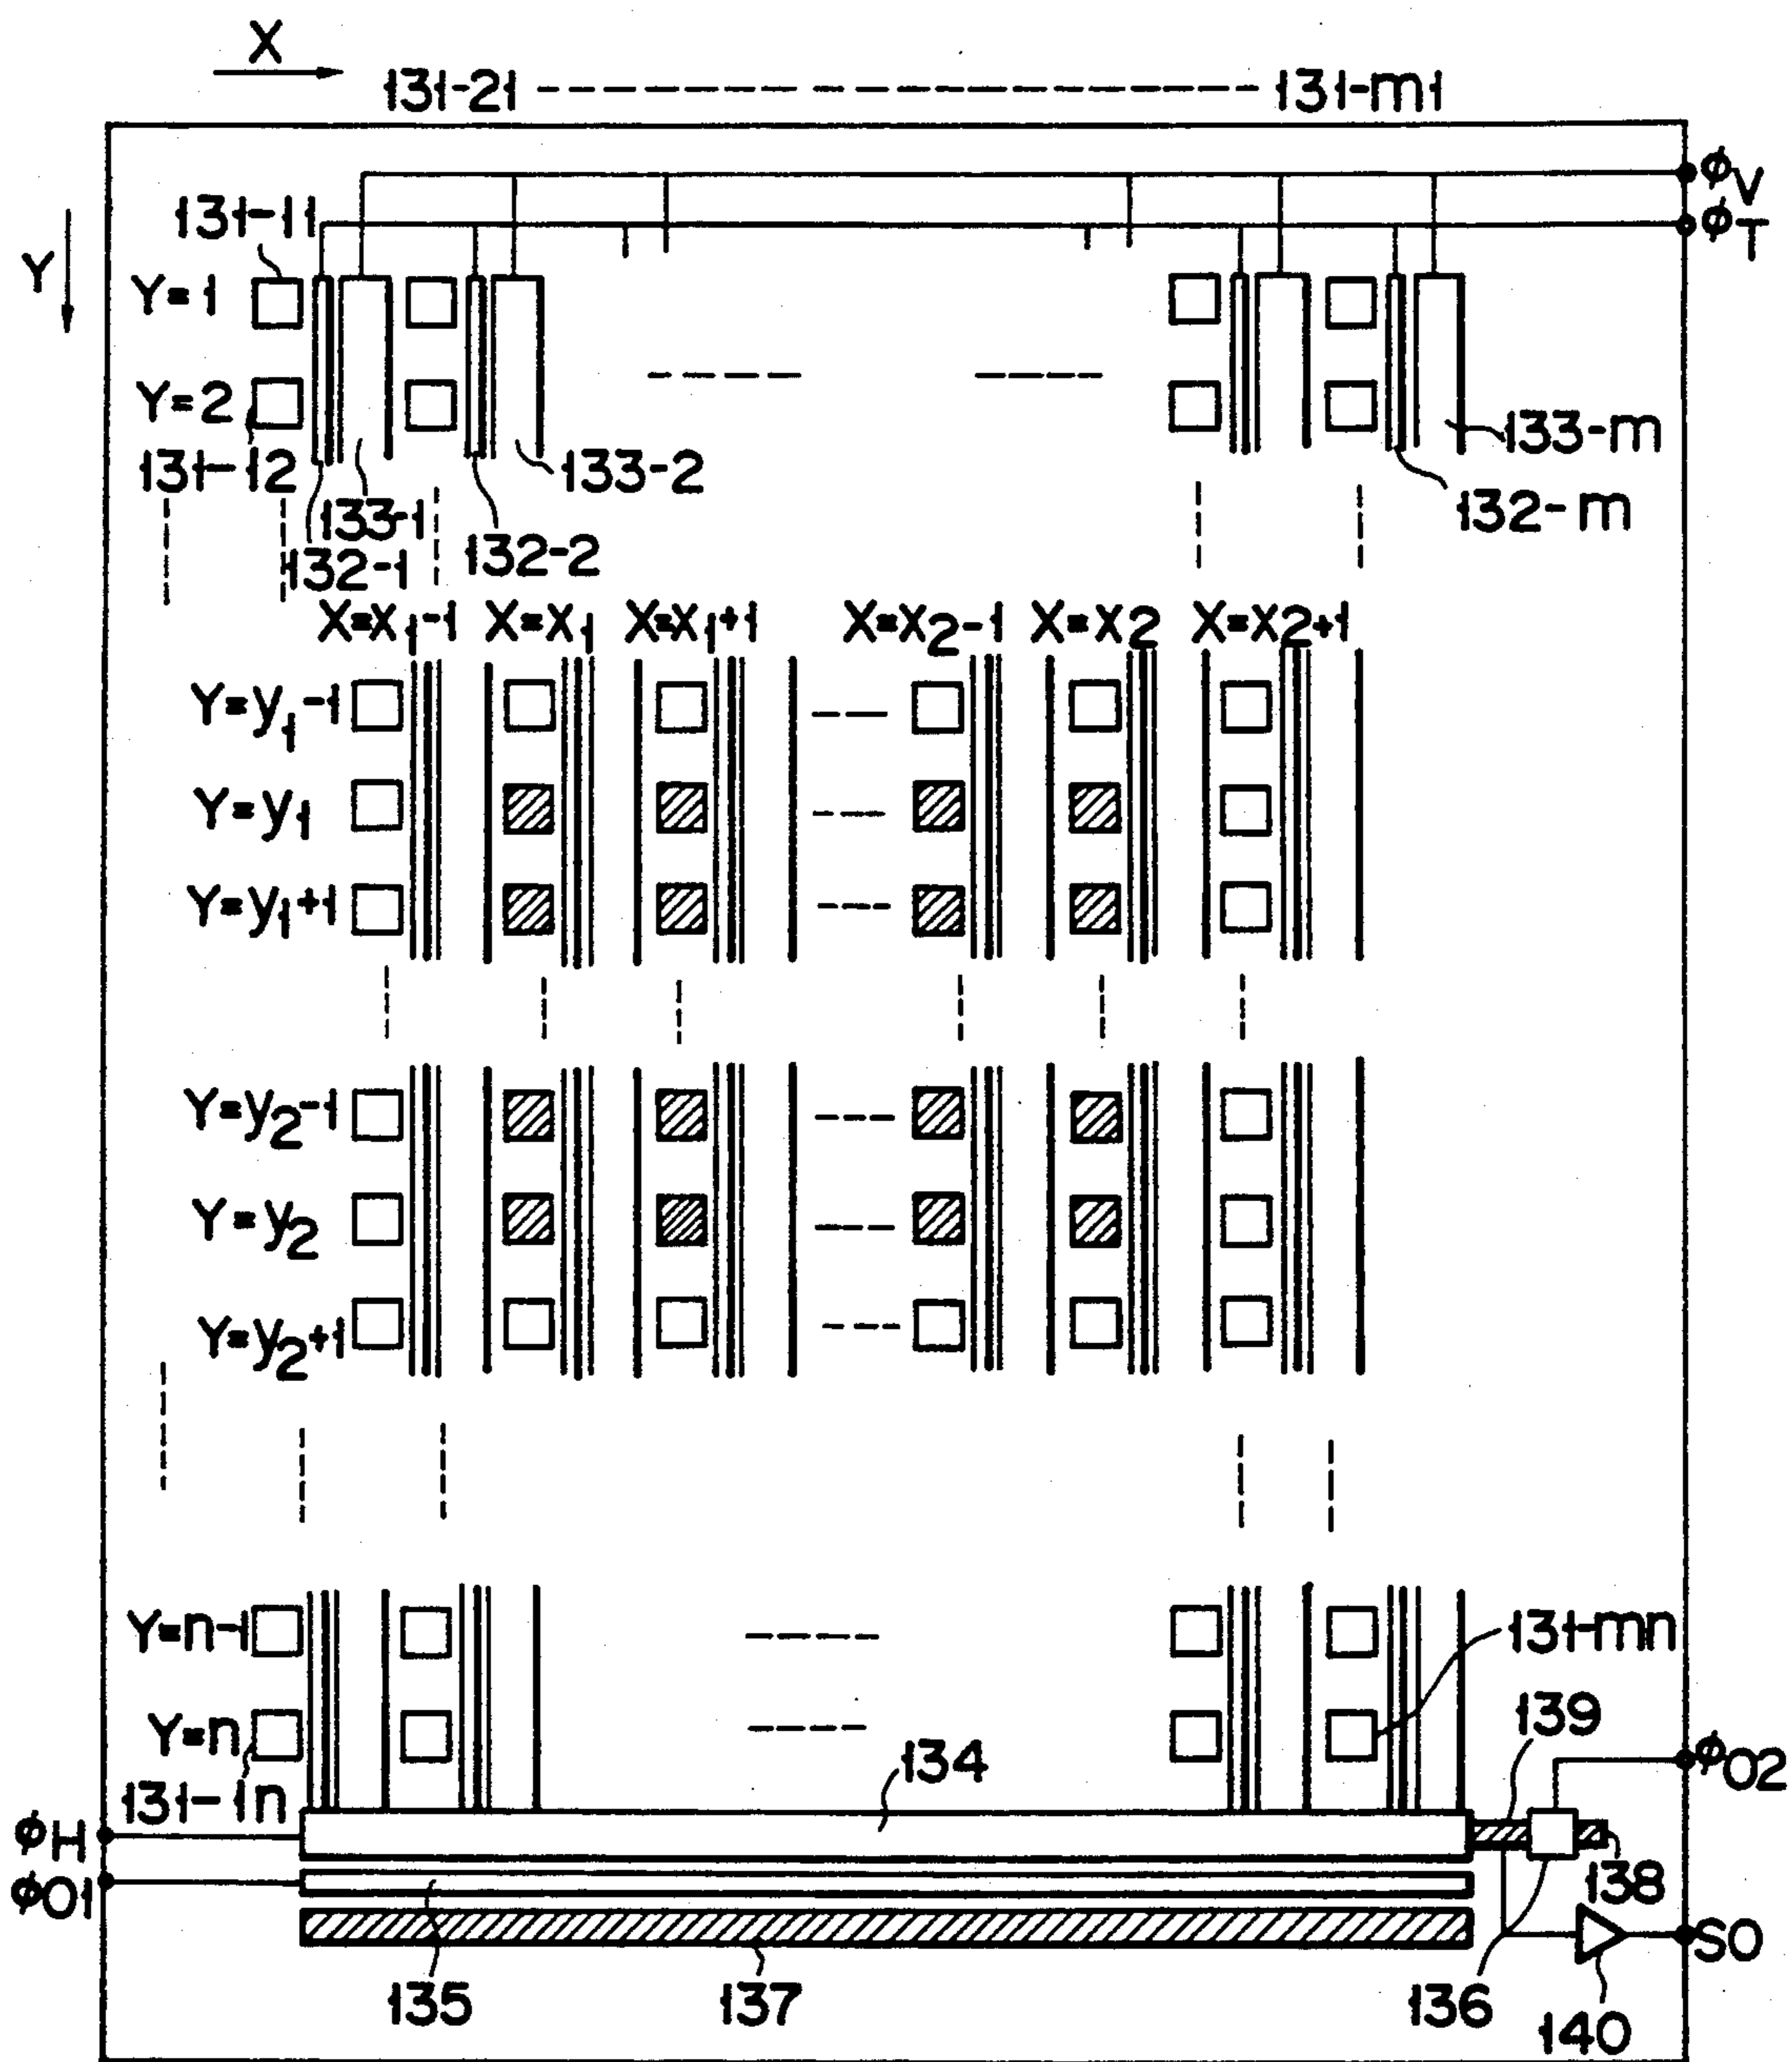 X
131-21 131-m1
ΦV
ΦT
131-11
Y
Y=1
Y=2
131-12
133-1
132-1
133-2
132-2
133-m
132-m
X=x1-1 X=x1 X=x1+1 X=x2-1 X=x2 X=x2+1
Y=y1-1
Y=y1
Y=y1+1
Y=y2-1
Y=y2
Y=y2+1
Y=n-1
131-mn
Y=n
139
134
ΦO2
131-1n
ΦH
138
ΦO1
SO
135
137
136
140